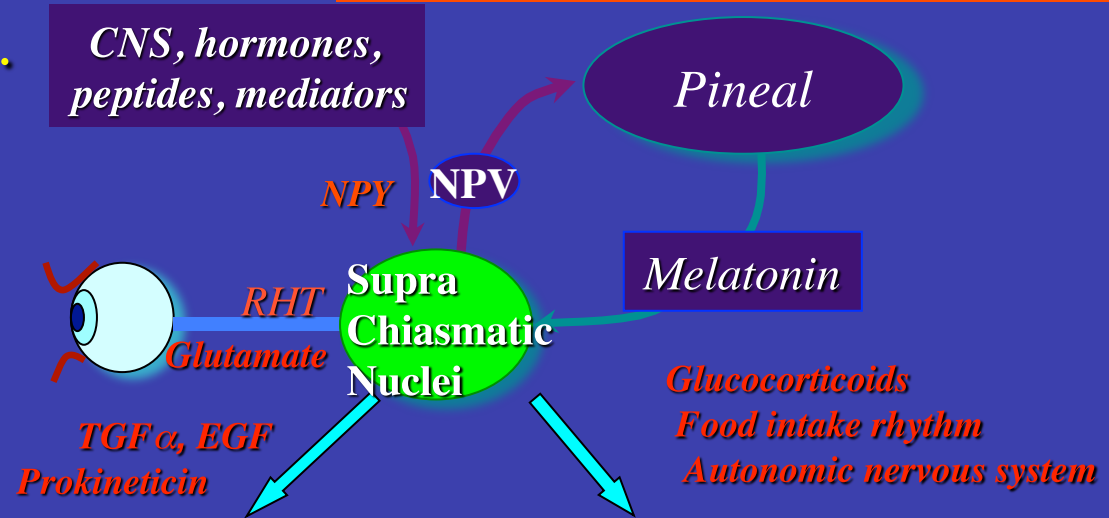 CNS, hormones,
peptides, mediators
Pineal
NPY
NPV
Melatonin
RHT
Glutamate
Supra
Chiasmatic
Nuclei
TGFα, EGF
Prokineticin
Glucocorticoids
Food intake rhythm
Autonomic nervous system